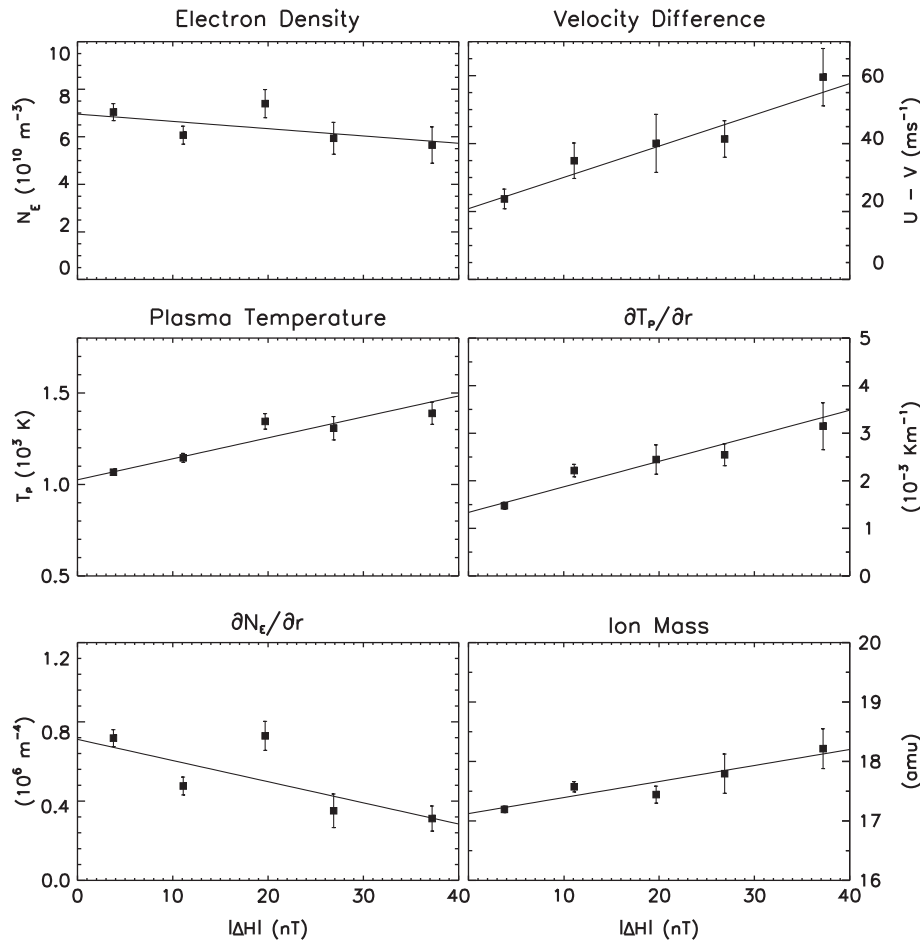 Electron Density
Velocity Difference
10
8
6
4
2
0
N_E (10^10 m^-3)
60
40
20
0
U - V (ms^-1)
Plasma Temperature
∂T_P/∂r
1.5
1.0
0.5
T_P (10^3 K)
5
4
3
2
1
0
(10^-3 Km^-1)
∂N_E/∂r
Ion Mass
1.2
0.8
0.4
0.0
(10^6 m^-4)
20
19
18
17
16
(amu)
0 10 20 30 40
10 20 30 40
|ΔH| (nT)
|ΔH| (nT)